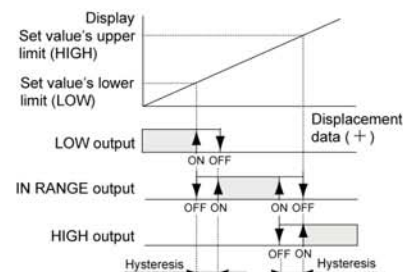 Display
Set value's upper
limit (HIGH)
Set value's lower
limit (LOW)
Displacement
data (+)
LOW output
ON OFF
IN RANGE output
OFF ON
ON OFF
HIGH output
OFF ON
Hysteresis
Hysteresis